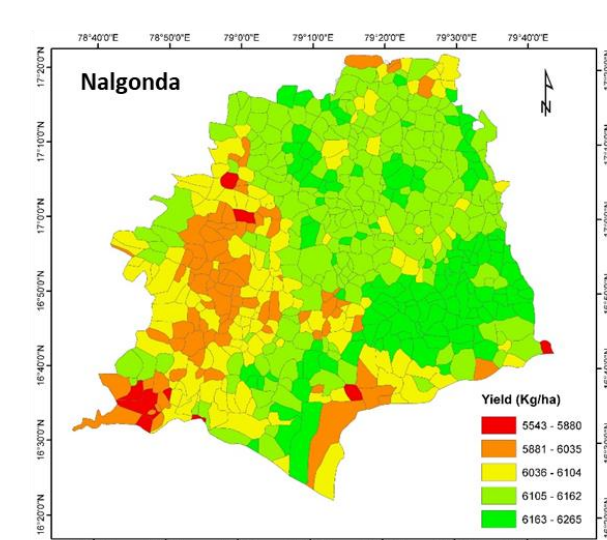 78°40'0"E 78°50'0"E 79°0'0"E 79°10'0"E 79°20'0"E 79°30'0"E 79°40'0"E
Nalgonda
N
17°20'0"N
17°10'0"N
17°0'0"N
16°50'0"N
16°40'0"N
16°30'0"N
16°20'0"N
Yield (Kg/ha)
5543 - 5880
5881 - 6035
6036 - 6104
6105 - 6162
6163 - 6265